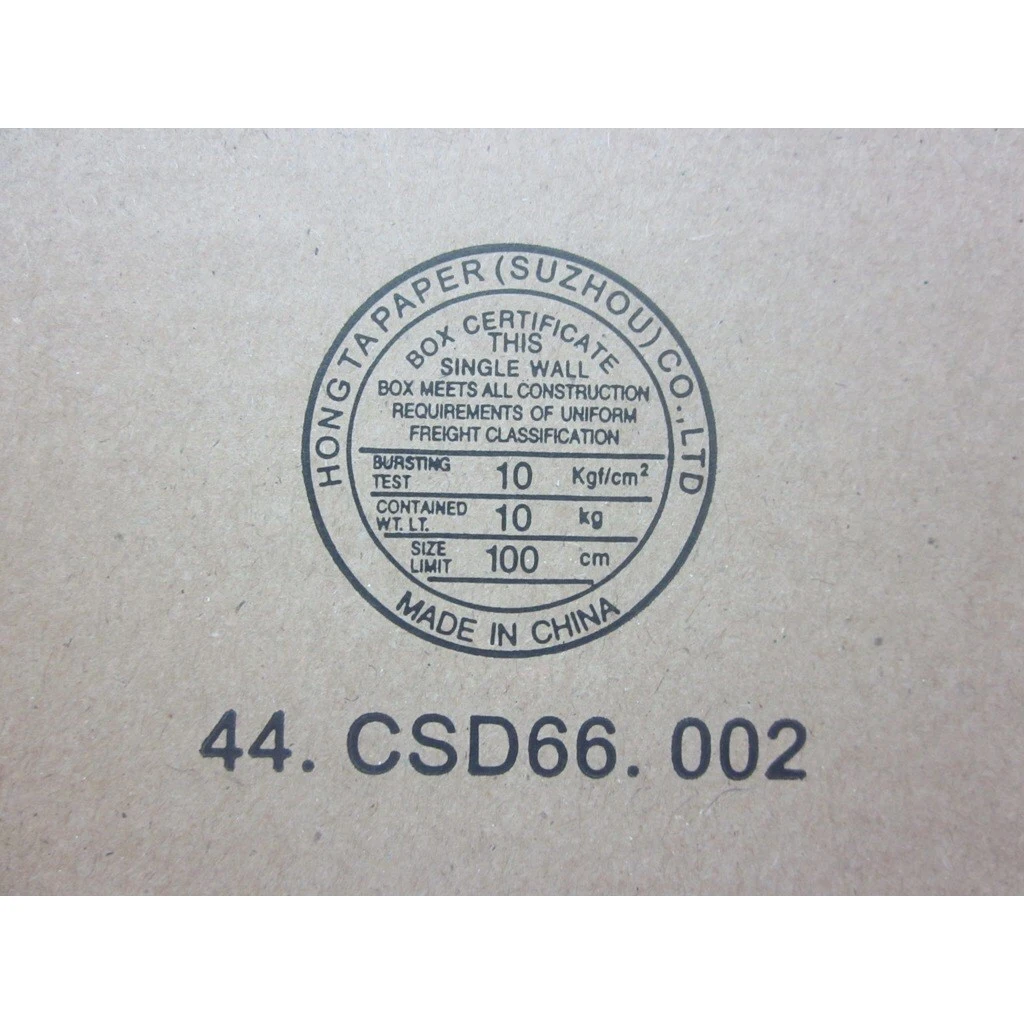 HONG TA PAPER (SUZHOU) CO.,LTD
BOX CERTIFICATE
THIS
SINGLE WALL
BOX MEETS ALL CONSTRUCTION
REQUIREMENTS OF UNIFORM
FREIGHT CLASSIFICATION
BURSTING TEST 10 Kgf/cm²
CONTAINED WT. LT. 10 kg
SIZE LIMIT 100 cm
MADE IN CHINA
44. CSD66. 002